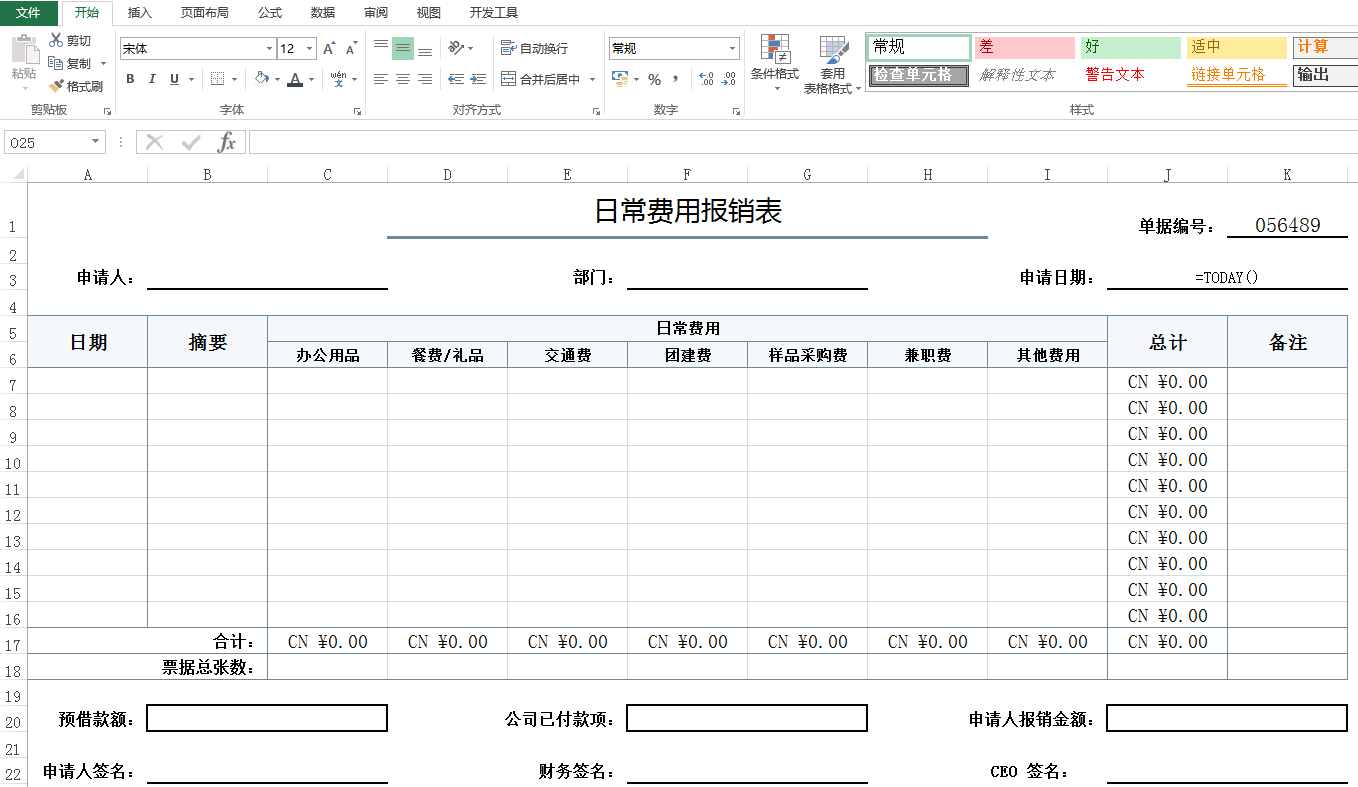 文件 开始 插入 页面布局 公式 数据 审阅 视图 开发工具
粘贴 剪切 复制 格式刷 剪贴板
宋体 12 A A B I U A wén 文 字体
自动换行 合并后居中 对齐方式
常规 % , 数字
条件格式 套用表格格式
常规 差 好 适中 计算
检查单元格 解释性文本 警告文本 链接单元格 输出
样式
O25 fx
A B C D E F G H I J K
1 日常费用报销表 单据编号： 056489
2
3 申请人： 部门： 申请日期： =TODAY()
4
5 日期 摘要 日常费用 总计 备注
6 办公用品 餐费/礼品 交通费 团建费 样品采购费 兼职费 其他费用
7 CN ¥0.00
8 CN ¥0.00
9 CN ¥0.00
10 CN ¥0.00
11 CN ¥0.00
12 CN ¥0.00
13 CN ¥0.00
14 CN ¥0.00
15 CN ¥0.00
16 CN ¥0.00
17 合计： CN ¥0.00 CN ¥0.00 CN ¥0.00 CN ¥0.00 CN ¥0.00 CN ¥0.00 CN ¥0.00 CN ¥0.00
18 票据总张数：
19
20 预借款额： 公司已付款项： 申请人报销金额：
21
22 申请人签名： 财务签名： CEO 签名：